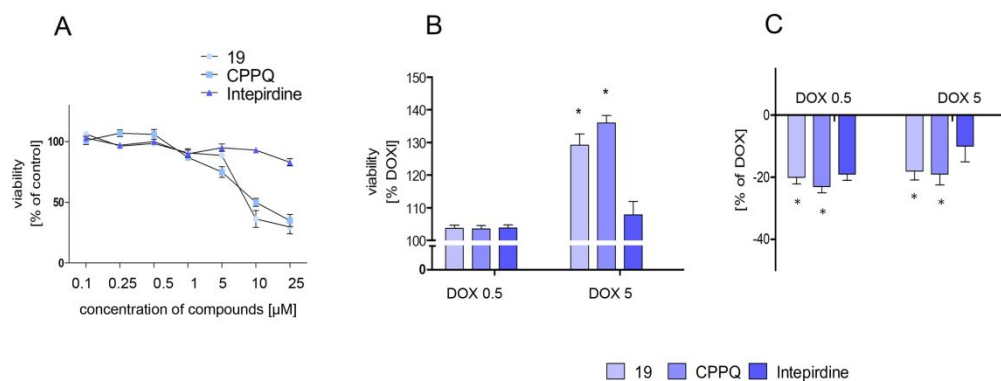 A
19
CPPQ
Intepirdine
viability
[% of control]
100
50
0
0.1 0.25 0.5 1 5 10 25
concentration of compounds [µM]
B
viability
[% DOXI]
150
140
130
120
110
100
0
* *
DOX 0.5 DOX 5
C
DOX 0.5 DOX 5
[% of DOX]
0
-20
-40
* * * *
19 CPPQ Intepirdine